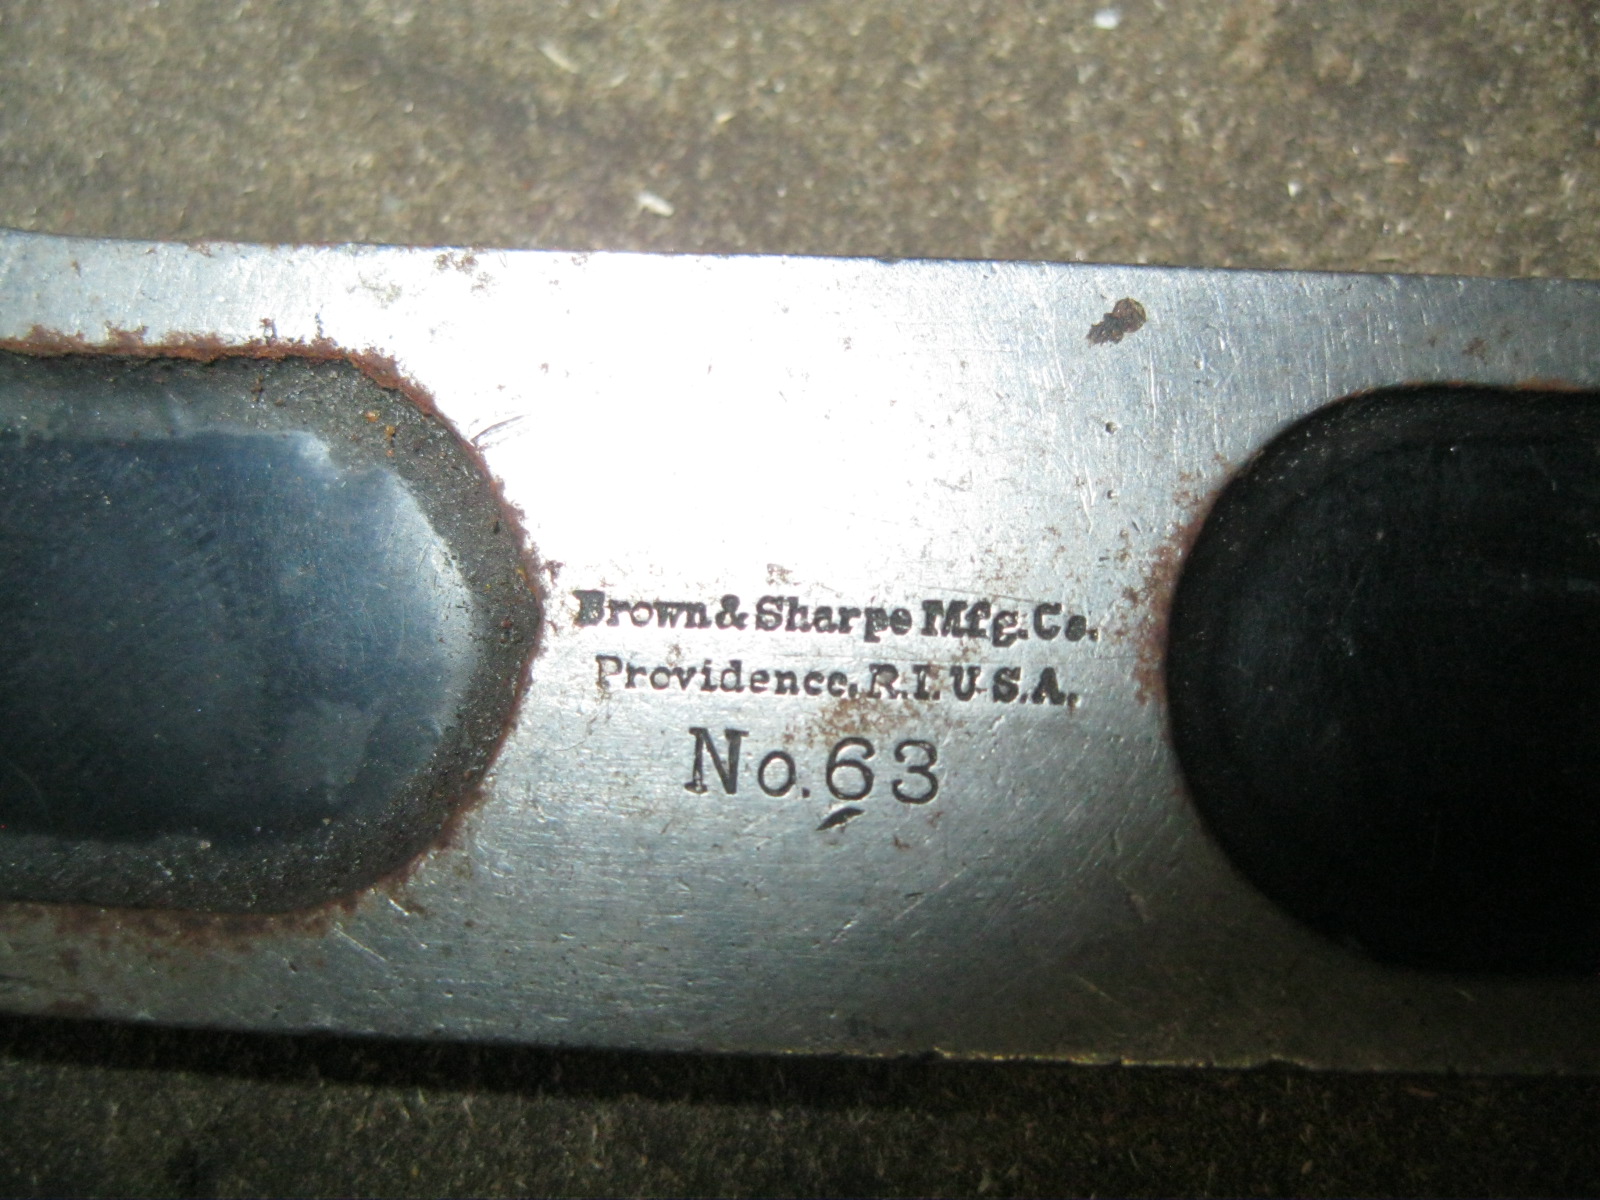 Brown & Sharpe Mfg. Co.
Providence, R.I. U.S.A.
No. 63